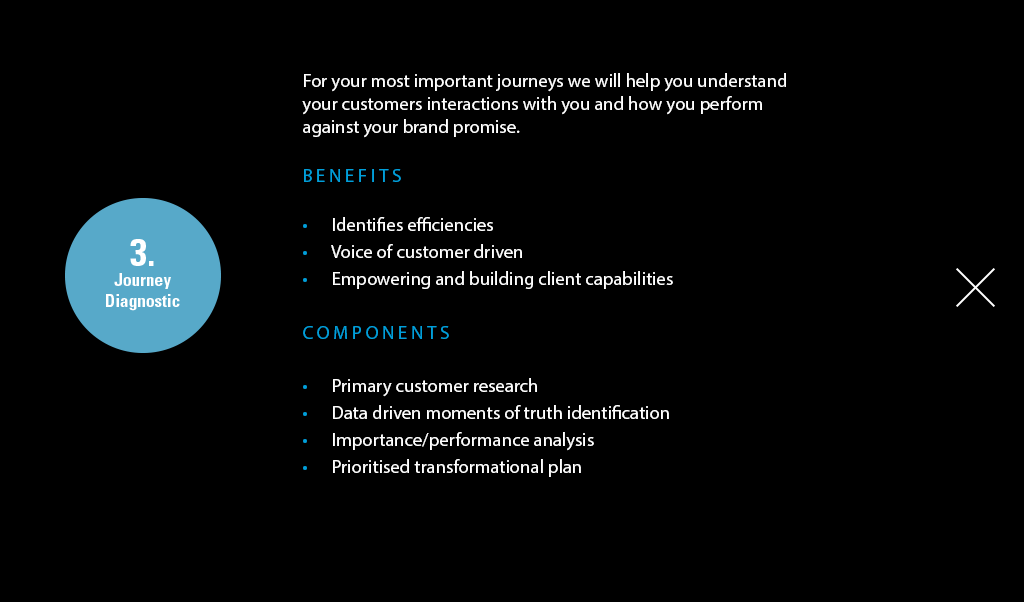 For your most important journeys we will help you understand
your customers interactions with you and how you perform
against your brand promise.
BENEFITS
• Identifies efficiencies
• Voice of customer driven
• Empowering and building client capabilities
3.
Journey
Diagnostic
COMPONENTS
• Primary customer research
• Data driven moments of truth identification
• Importance/performance analysis
• Prioritised transformational plan